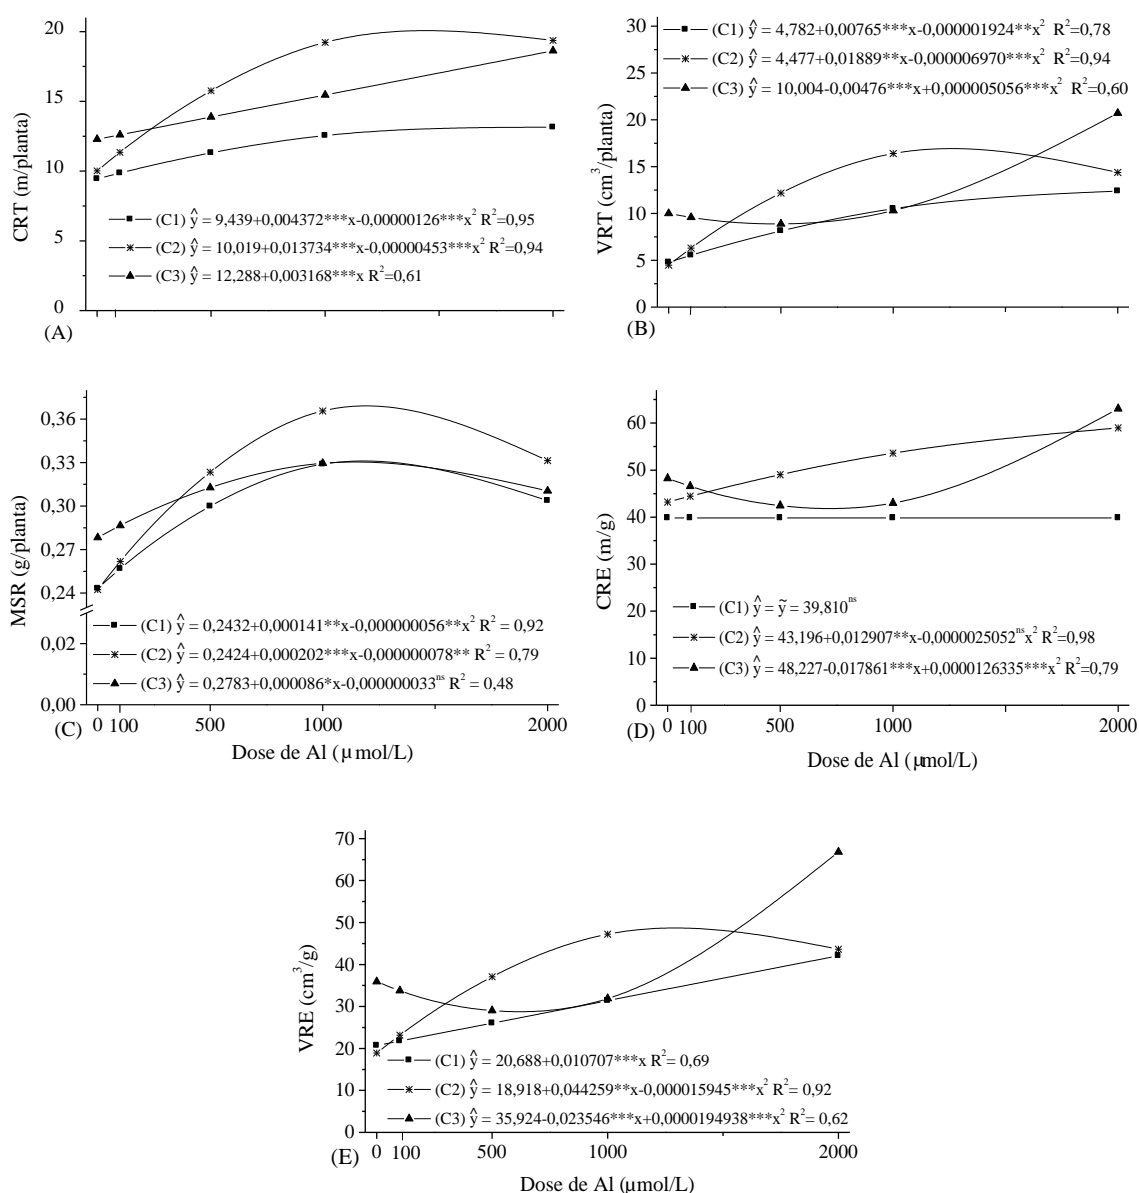 20
15
10
5
0
CRT (m/planta)
(C1) ŷ = 9,439+0,004372***x-0,00000126***x² R²=0,95
(C2) ŷ = 10,019+0,013734***x-0,00000453***x² R²=0,94
(C3) ŷ = 12,288+0,003168***x R²=0,61
(A)
30
25
20
15
10
5
0
VRT (cm³/planta)
(C1) ŷ = 4,782+0,00765***x-0,000001924**x² R²=0,78
(C2) ŷ = 4,477+0,01889**x-0,000006970***x² R²=0,94
(C3) ŷ = 10,004-0,00476***x+0,000005056***x² R²=0,60
(B)
0,36
0,33
0,30
0,27
0,24
0,02
0,00
MSR (g/planta)
(C1) ŷ = 0,2432+0,000141**x-0,000000056**x² R² = 0,92
(C2) ŷ = 0,2424+0,000202***x-0,000000078** R² = 0,79
(C3) ŷ = 0,2783+0,000086*x-0,000000033ⁿˢ R² = 0,48
(C)
0 100 500 1000 2000
Dose de Al (μmol/L)
60
50
40
30
20
10
0
CRE (m/g)
(C1) ŷ = ỹ = 39,810ⁿˢ
(C2) ŷ = 43,196+0,012907**x-0,0000025052ⁿˢx² R²=0,98
(C3) ŷ = 48,227-0,017861***x+0,0000126335***x² R²=0,79
(D)
0 100 500 1000 2000
Dose de Al (μmol/L)
70
60
50
40
30
20
10
0
VRE (cm³/g)
(C1) ŷ = 20,688+0,010707***x R²= 0,69
(C2) ŷ = 18,918+0,044259**x-0,000015945***x² R²= 0,92
(C3) ŷ = 35,924-0,023546***x+0,0000194938***x² R²= 0,62
(E)
0 100 500 1000 2000
Dose de Al (μmol/L)